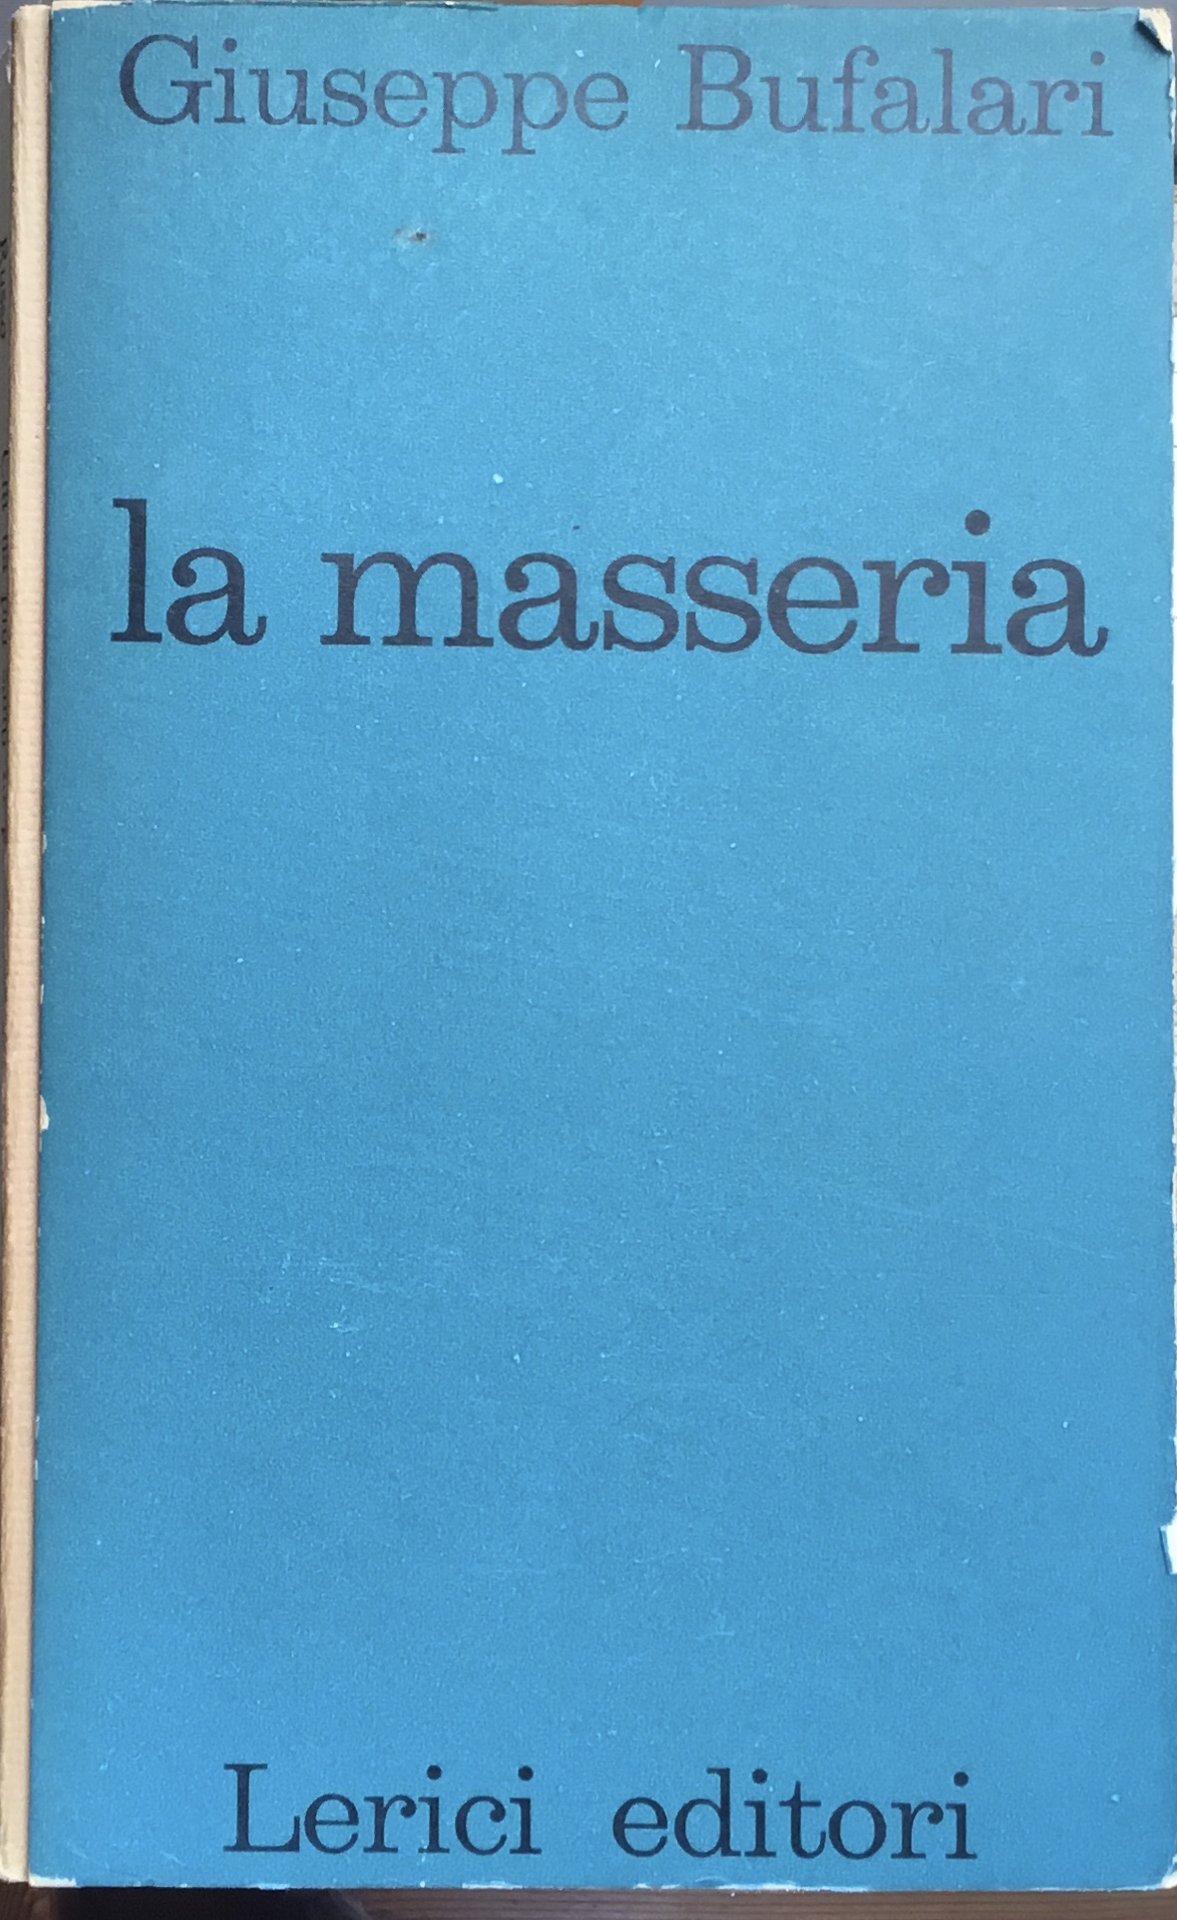 Giuseppe Bufalari
la masseria
Lerici editori